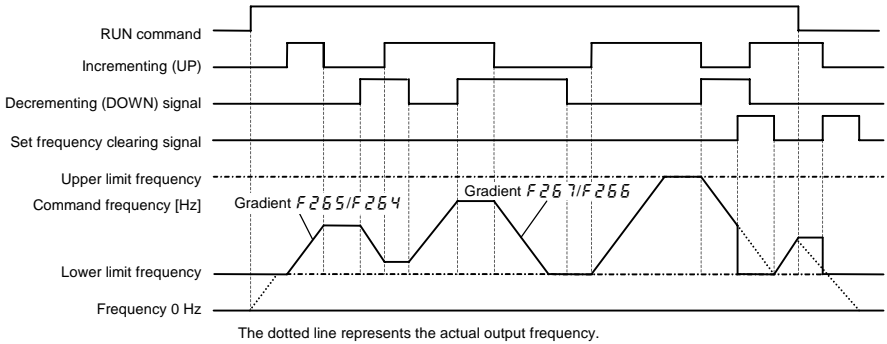 RUN command
Incrementing (UP)
Decrementing (DOWN) signal
Set frequency clearing signal
Upper limit frequency
Command frequency [Hz]
Gradient F265/F264
Gradient F267/F266
Lower limit frequency
Frequency 0 Hz
The dotted line represents the actual output frequency.